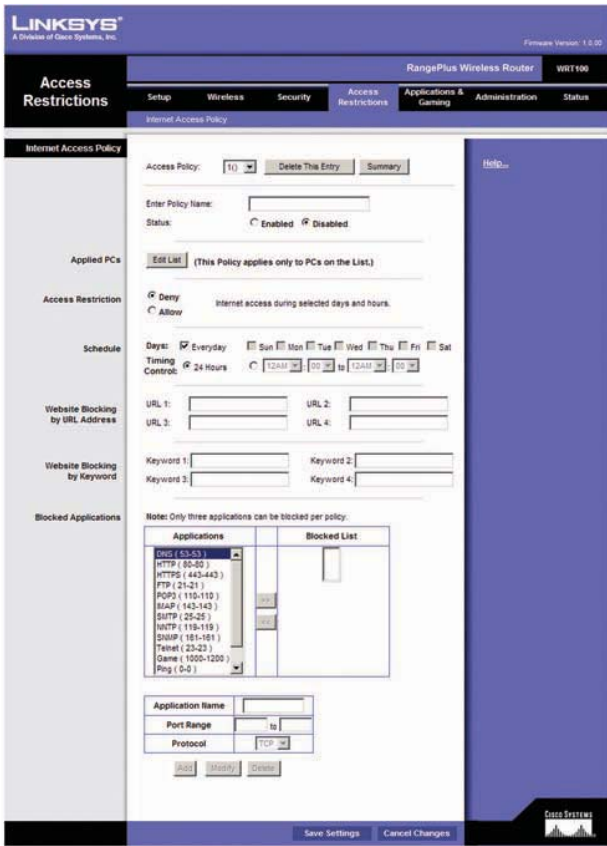 LINKSYS®
A Division of Cisco Systems, Inc.
Firmware Version: 1.0.00
RangePlus Wireless Router WRT100
Access Restrictions
Setup Wireless Security Access Restrictions Applications & Gaming Administration Status
Internet Access Policy
Internet Access Policy
Access Policy: 1() Delete This Entry Summary
Help...
Enter Policy Name:
Status: Enabled Disabled
Applied PCs Edit List (This Policy applies only to PCs on the List.)
Access Restriction Deny Internet access during selected days and hours.
Allow
Schedule Days: Everyday Sun Mon Tue Wed Thu Fri Sat
Timing Control: 24 Hours 12AM : 00 to 12AM : 00
Website Blocking by URL Address URL 1: URL 2:
URL 3: URL 4:
Website Blocking by Keyword Keyword 1: Keyword 2:
Keyword 3: Keyword 4:
Blocked Applications Note: Only three applications can be blocked per policy.
Applications Blocked List
DNS ( 53-53 )
HTTP ( 80-80 )
HTTPS ( 443-443 )
FTP ( 21-21 )
POP3 ( 110-110 )
IMAP ( 143-143 )
SMTP ( 25-25 )
NNTP ( 119-119 )
SNMP ( 161-161 )
Telnet ( 23-23 )
Game ( 1000-1200 )
Ping ( 0-0 )
>>
<<
Application Name
Port Range to
Protocol TCP
Add Modify Delete
Save Settings Cancel Changes
CISCO SYSTEMS